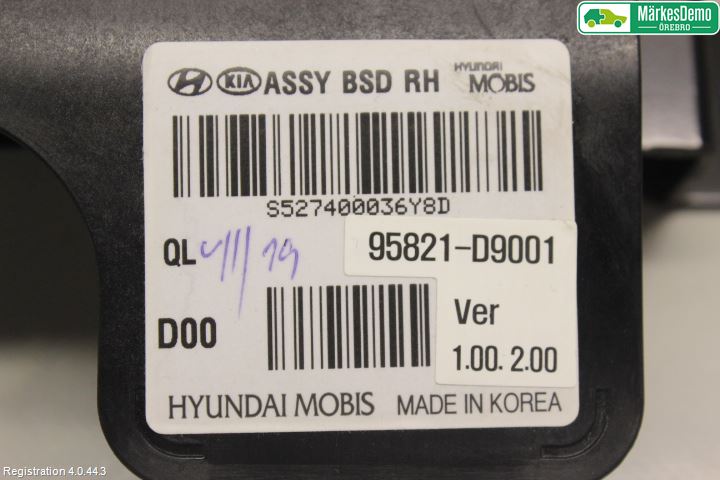 MärkesDemo
ÖREBRO
KIA ASSY BSD RH HYUNDAI MOBIS
S527400036Y8D
QL
95821-D9001
D00
Ver
1.00. 2.00
HYUNDAI MOBIS MADE IN KOREA
Registration 4.0.44.3